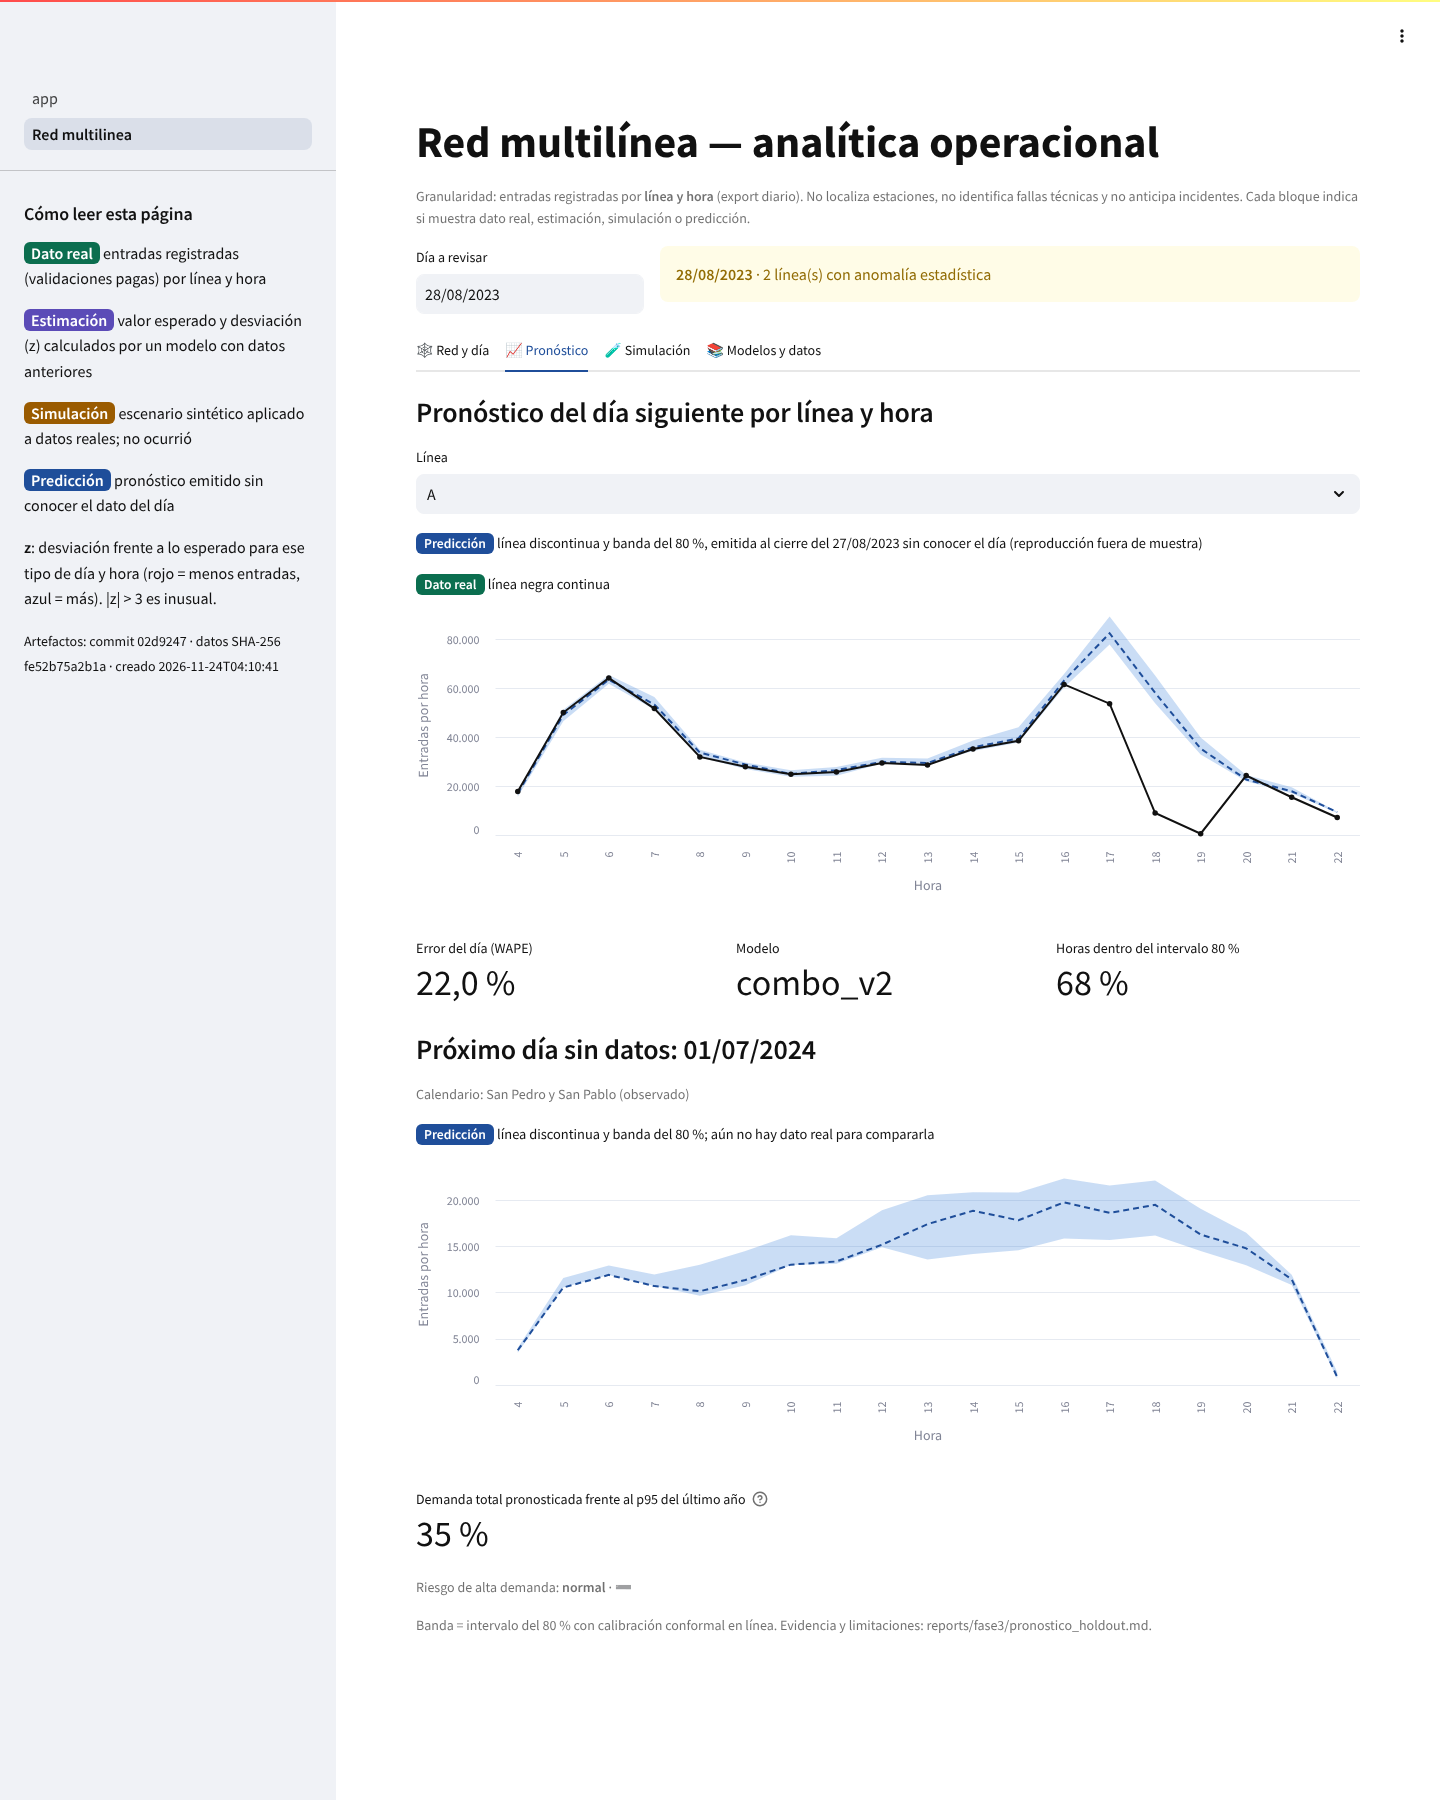 app
Red multilinea
Cómo leer esta página
Dato real entradas registradas
(validaciones pagas) por línea y hora
Estimación valor esperado y desviación
(z) calculados por un modelo con datos
anteriores
Simulación escenario sintético aplicado
a datos reales; no ocurrió
Predicción pronóstico emitido sin
conocer el dato del día
z: desviación frente a lo esperado para ese
tipo de día y hora (rojo = menos entradas,
azul = más). |z| > 3 es inusual.
Artefactos: commit 02d9247 · datos SHA-256
fe52b75a2b1a · creado 2026-11-24T04:10:41
Red multilínea — analítica operacional
Granularidad: entradas registradas por línea y hora (export diario). No localiza estaciones, no identifica fallas técnicas y no anticipa incidentes. Cada bloque indica
si muestra dato real, estimación, simulación o predicción.
Día a revisar
28/08/2023
28/08/2023 · 2 línea(s) con anomalía estadística
Red y día
Pronóstico
Simulación
Modelos y datos
Pronóstico del día siguiente por línea y hora
Línea
A
Predicción línea discontinua y banda del 80 %, emitida al cierre del 27/08/2023 sin conocer el día (reproducción fuera de muestra)
Dato real línea negra continua
Entradas por hora
80.000
60.000
40.000
20.000
0
4 5 6 7 8 9 10 11 12 13 14 15 16 17 18 19 20 21 22
Hora
Error del día (WAPE)
22,0 %
Modelo
combo_v2
Horas dentro del intervalo 80 %
68 %
Próximo día sin datos: 01/07/2024
Calendario: San Pedro y San Pablo (observado)
Predicción línea discontinua y banda del 80 %; aún no hay dato real para compararla
Entradas por hora
20.000
15.000
10.000
5.000
0
4 5 6 7 8 9 10 11 12 13 14 15 16 17 18 19 20 21 22
Hora
Demanda total pronosticada frente al p95 del último año
35 %
Riesgo de alta demanda: normal · ➖
Banda = intervalo del 80 % con calibración conformal en línea. Evidencia y limitaciones: reports/fase3/pronostico_holdout.md.